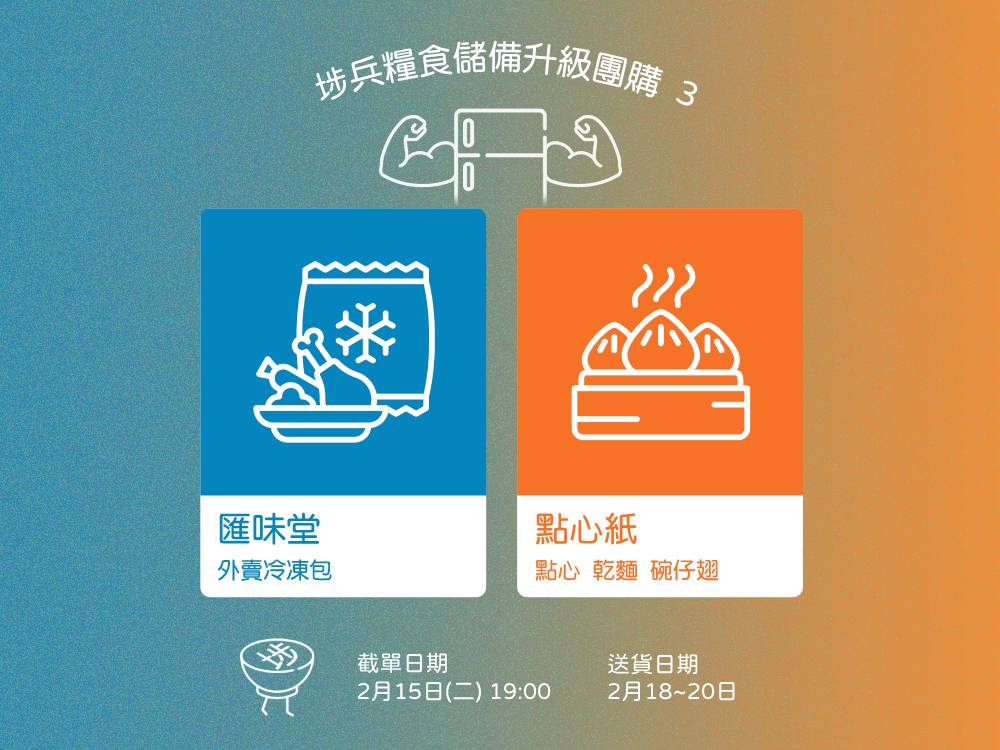 埗兵糧食儲備升級團購 3
匯味堂
外賣冷凍包
點心紙
點心 乾麵 碗仔翅
埗
截單日期
2月15日(二) 19:00
送貨日期
2月18~20日